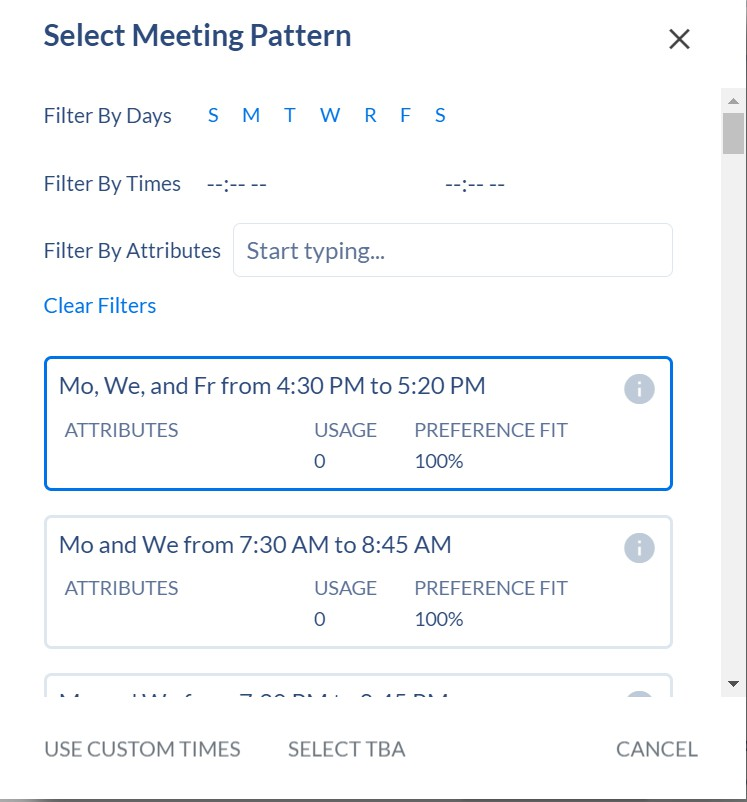 Select Meeting Pattern
Filter By Days S M T W R F S
Filter By Times --:-- -- --:-- --
Filter By Attributes Start typing...
Clear Filters
Mo, We, and Fr from 4:30 PM to 5:20 PM
ATTRIBUTES USAGE PREFERENCE FIT
0 100%
Mo and We from 7:30 AM to 8:45 AM
ATTRIBUTES USAGE PREFERENCE FIT
0 100%
USE CUSTOM TIMES SELECT TBA CANCEL